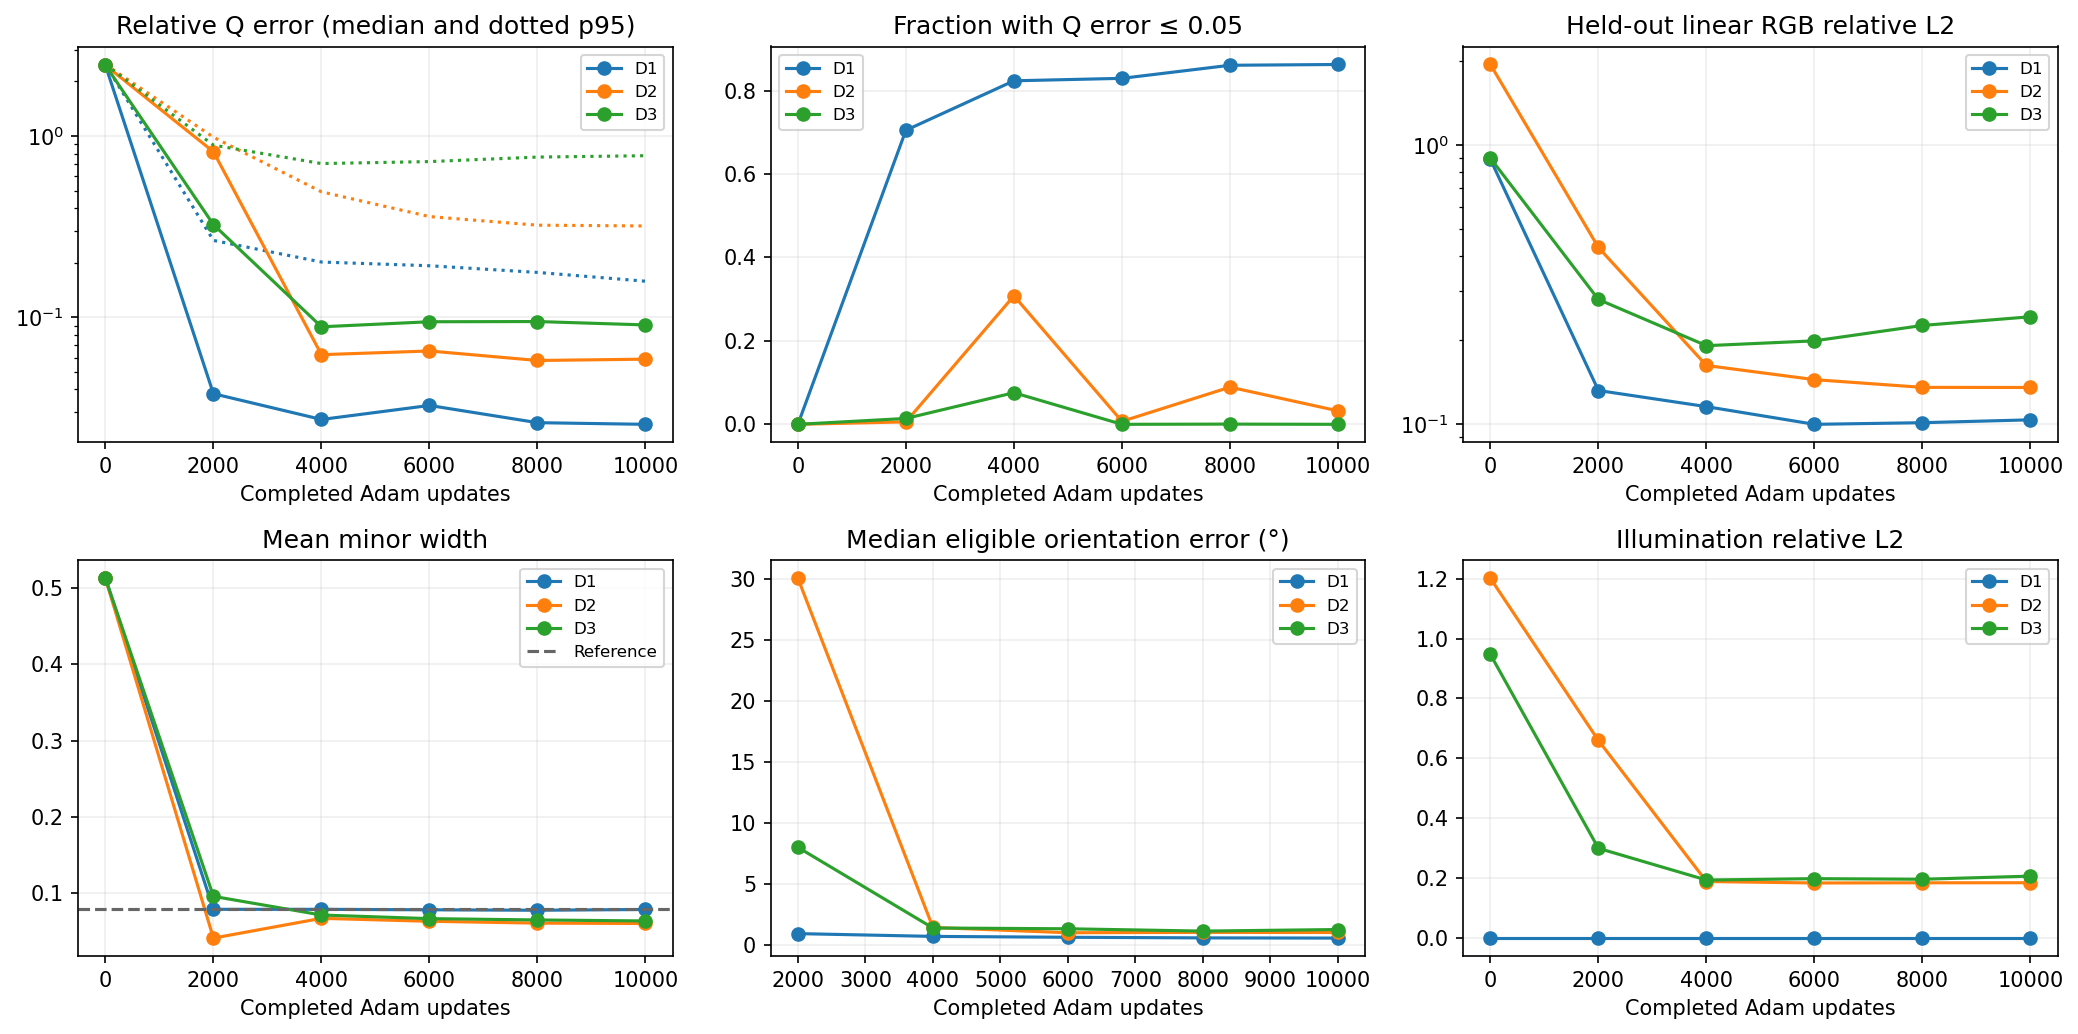 Relative Q error (median and dotted p95)
D1
D2
D3
10⁰
10⁻¹
0 2000 4000 6000 8000 10000
Completed Adam updates
Fraction with Q error ≤ 0.05
D1
D2
D3
0.8
0.6
0.4
0.2
0.0
0 2000 4000 6000 8000 10000
Completed Adam updates
Held-out linear RGB relative L2
D1
D2
D3
10⁰
10⁻¹
0 2000 4000 6000 8000 10000
Completed Adam updates
Mean minor width
D1
D2
D3
Reference
0.5
0.4
0.3
0.2
0.1
0 2000 4000 6000 8000 10000
Completed Adam updates
Median eligible orientation error (°)
D1
D2
D3
30
25
20
15
10
5
0
2000 3000 4000 5000 6000 7000 8000 9000 10000
Completed Adam updates
Illumination relative L2
D1
D2
D3
1.2
1.0
0.8
0.6
0.4
0.2
0.0
0 2000 4000 6000 8000 10000
Completed Adam updates